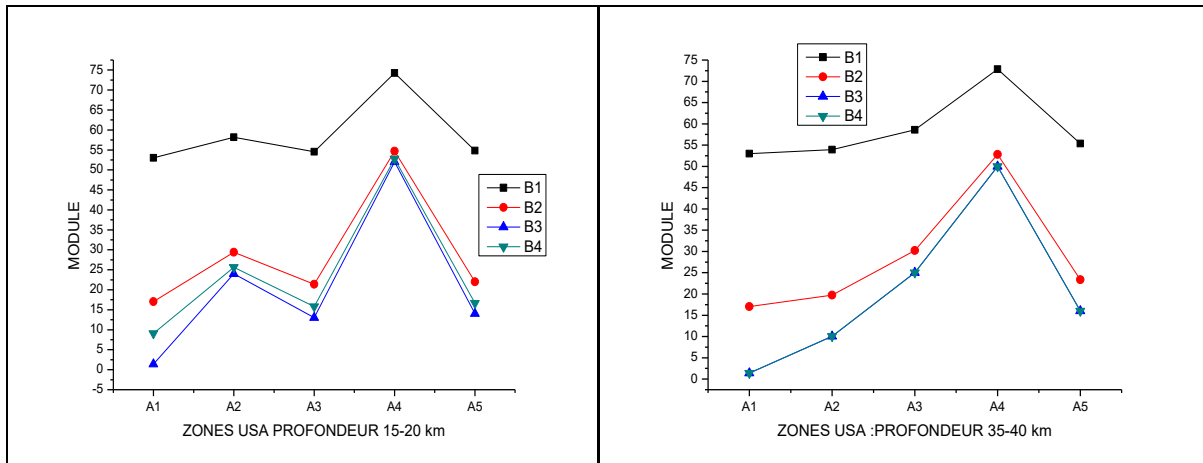 75
70
65
60
55
50
45
40
35
30
25
20
15
10
5
0
-5
MODULE
B1
B2
B3
B4
A1 A2 A3 A4 A5
ZONES USA PROFONDEUR 15-20 km
75
70
65
60
55
50
45
40
35
30
25
20
15
10
5
0
MODULE
B1
B2
B3
B4
A1 A2 A3 A4 A5
ZONES USA :PROFONDEUR 35-40 km